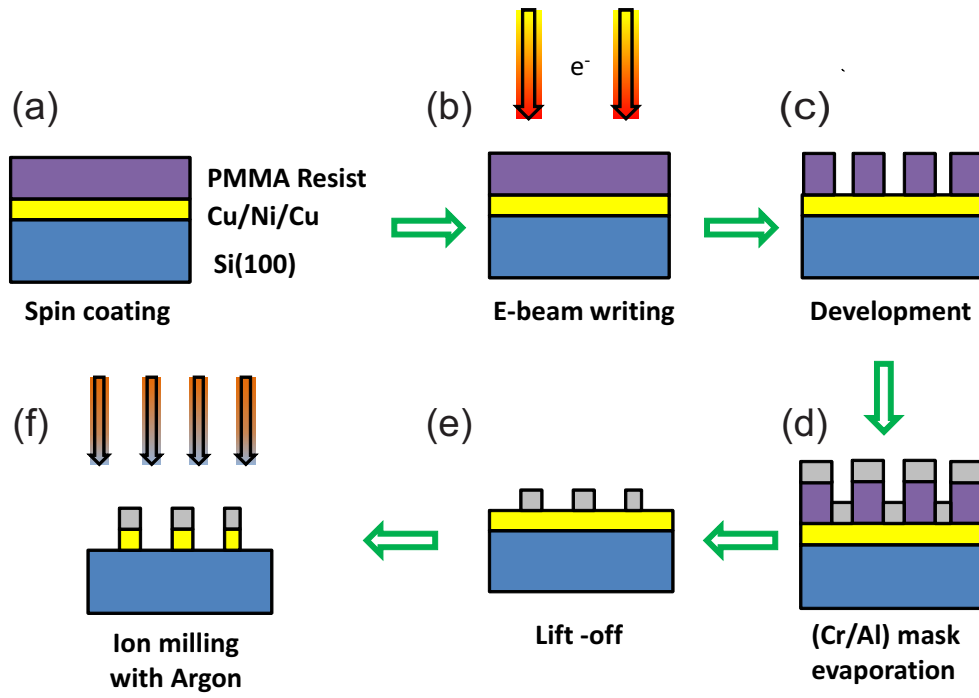 (a)
PMMA Resist
Cu/Ni/Cu
Si(100)
Spin coating
(b)
e-
E-beam writing
(c)
`
Development
(d)
(Cr/Al) mask
evaporation
(e)
Lift -off
(f)
Ion milling
with Argon